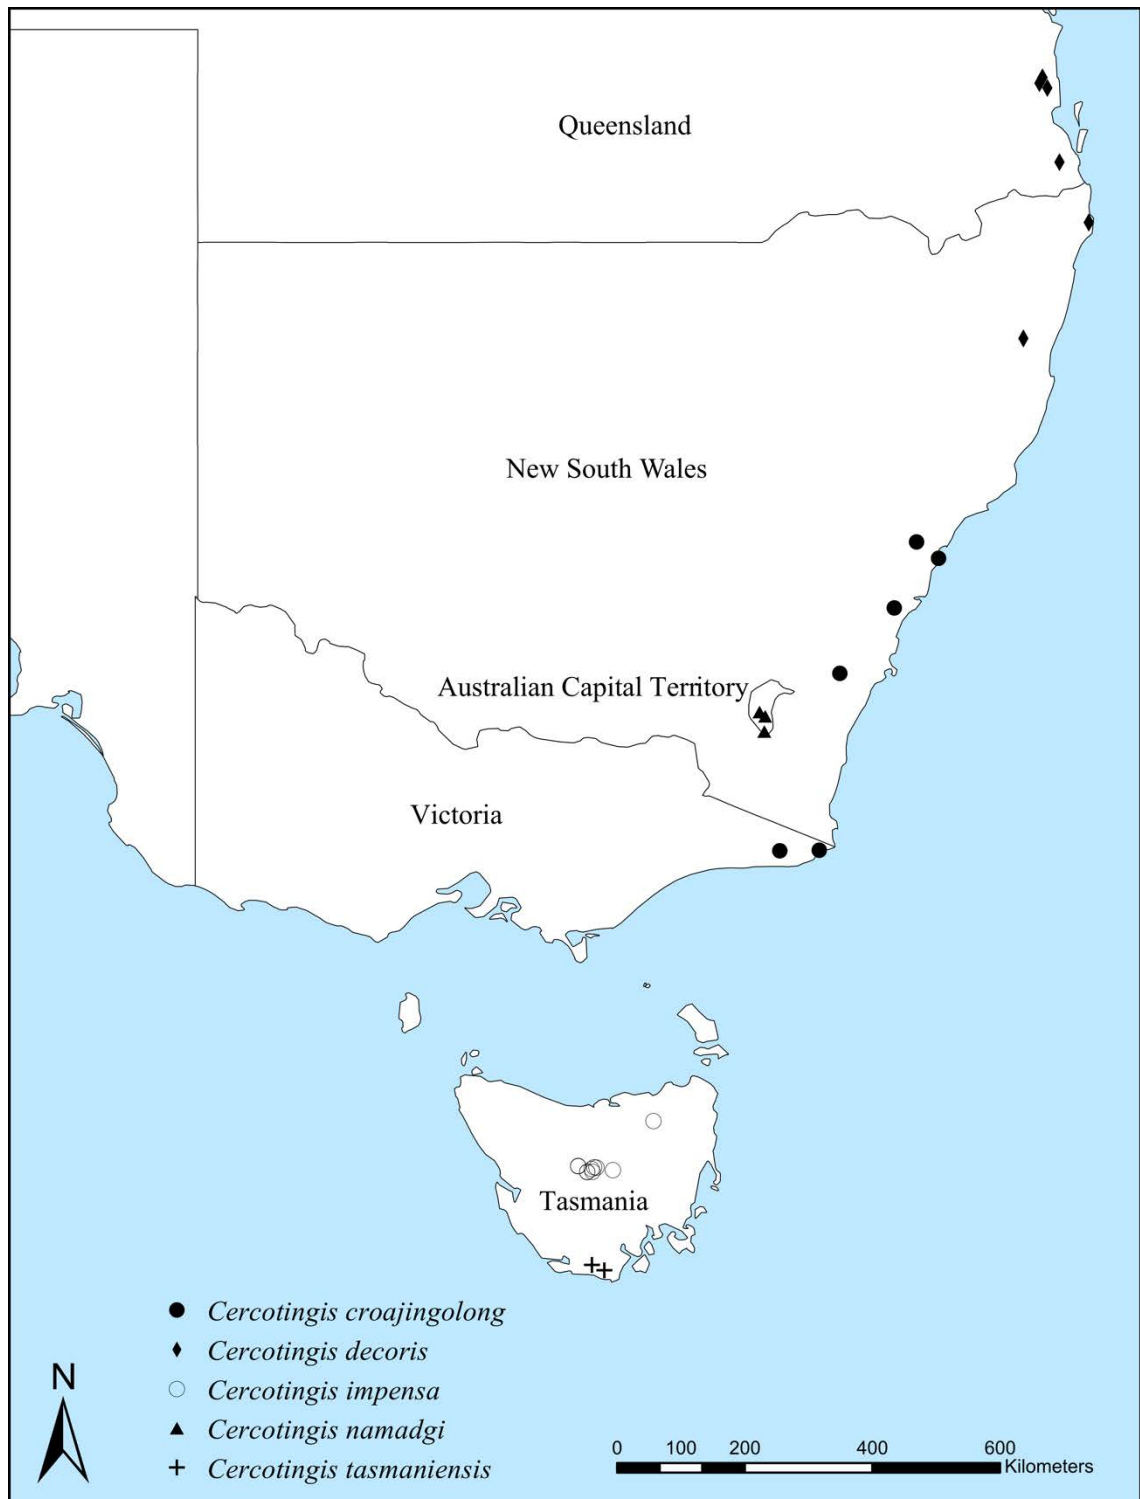 Queensland
New South Wales
Australian Capital Territory
Victoria
Tasmania
Cercotingis croajingolong
Cercotingis decoris
Cercotingis impensa
Cercotingis namadgi
Cercotingis tasmaniensis
N
0 100 200 400 600
Kilometers